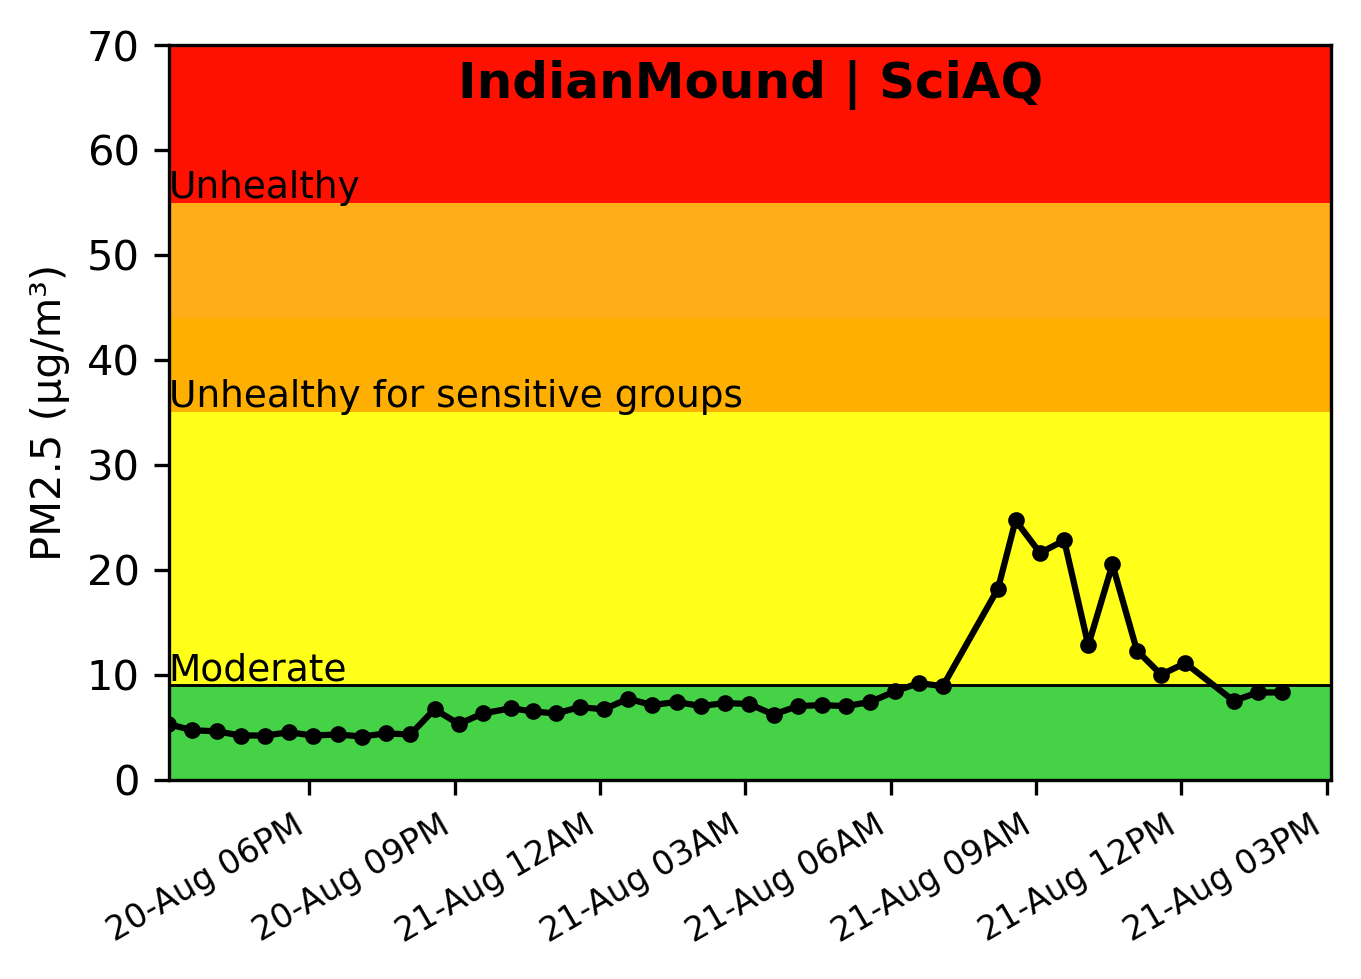 IndianMound | SciAQ
PM2.5 (µg/m³)
70
60
50
40
30
20
10
0
Unhealthy
Unhealthy for sensitive groups
Moderate
20-Aug 06PM
20-Aug 09PM
21-Aug 12AM
21-Aug 03AM
21-Aug 06AM
21-Aug 09AM
21-Aug 12PM
21-Aug 03PM